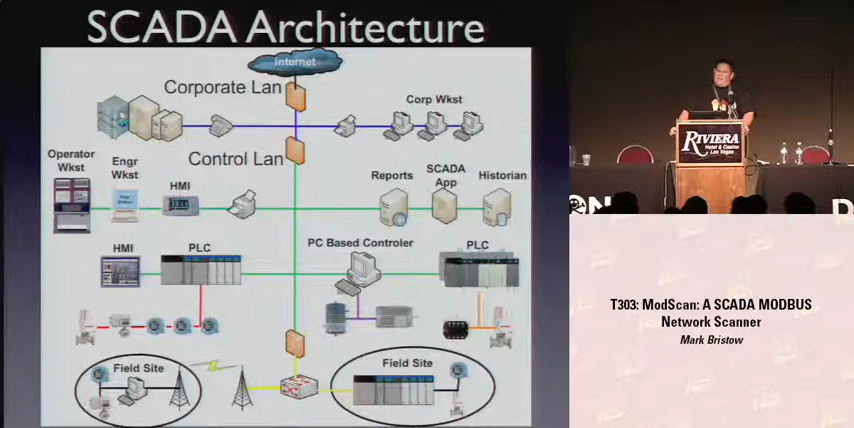 SCADA Architecture
Internet
Corporate Lan
Corp Wkst
Control Lan
Operator
Wkst
Engr
Wkst
HMI
Reports
SCADA
App
Historian
HMI
PLC
PC Based Controler
PLC
Field Site
Field Site
RIVIERA
Hotel & Casino
Las Vegas
T303: ModScan: A SCADA MODBUS
Network Scanner
Mark Bristow